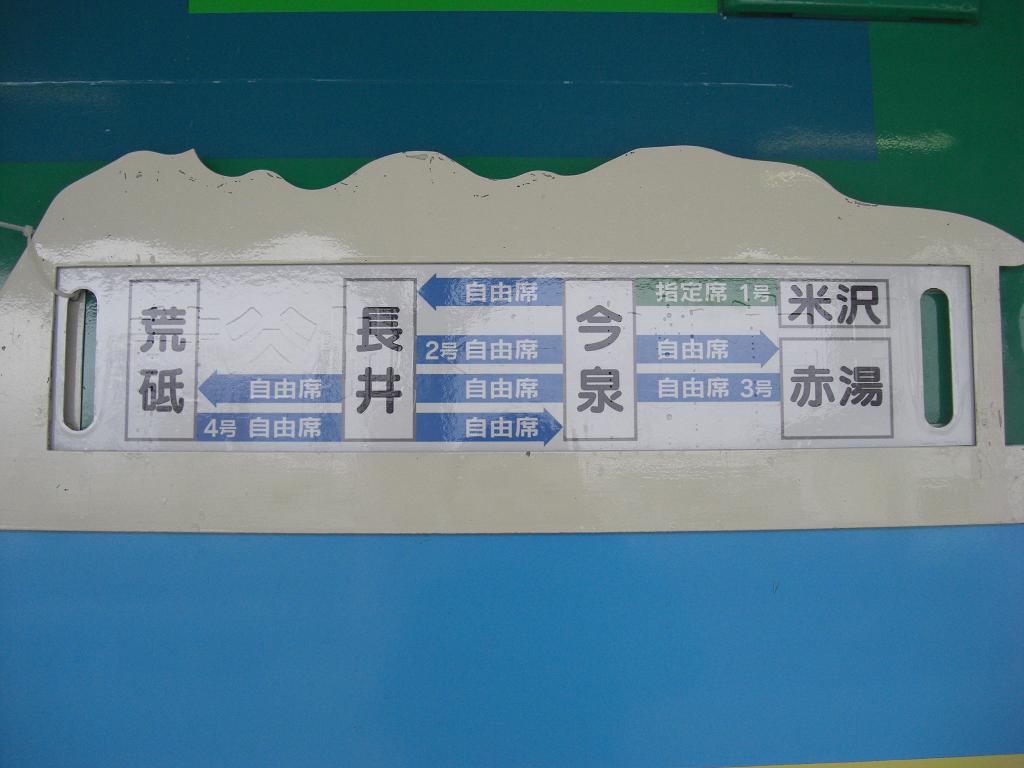 荒砥
長井
今泉
米沢
赤湯
自由席 指定席 1号
2号 自由席 自由席
自由席 自由席 自由席 3号
4号 自由席 自由席